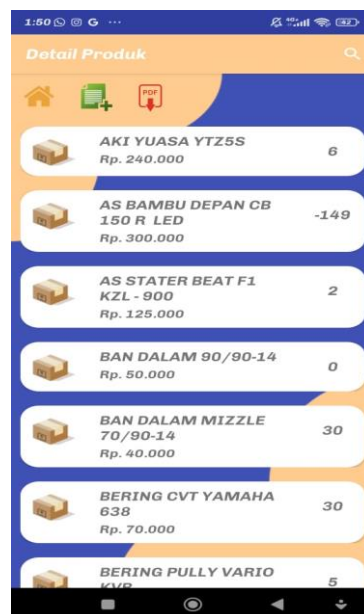 1:50 G ... 4G+ 42
Detail Produk
PDF
AKI YUASA YTZ5S
Rp. 240.000
6
AS BAMBU DEPAN CB
150 R LED
Rp. 300.000
-149
AS STATER BEAT F1
KZL - 900
Rp. 125.000
2
BAN DALAM 90/90-14
Rp. 50.000
0
BAN DALAM MIZZLE
70/90-14
Rp. 40.000
30
BERING CVT YAMAHA
638
Rp. 70.000
30
BERING PULLY VARIO
KVB
5